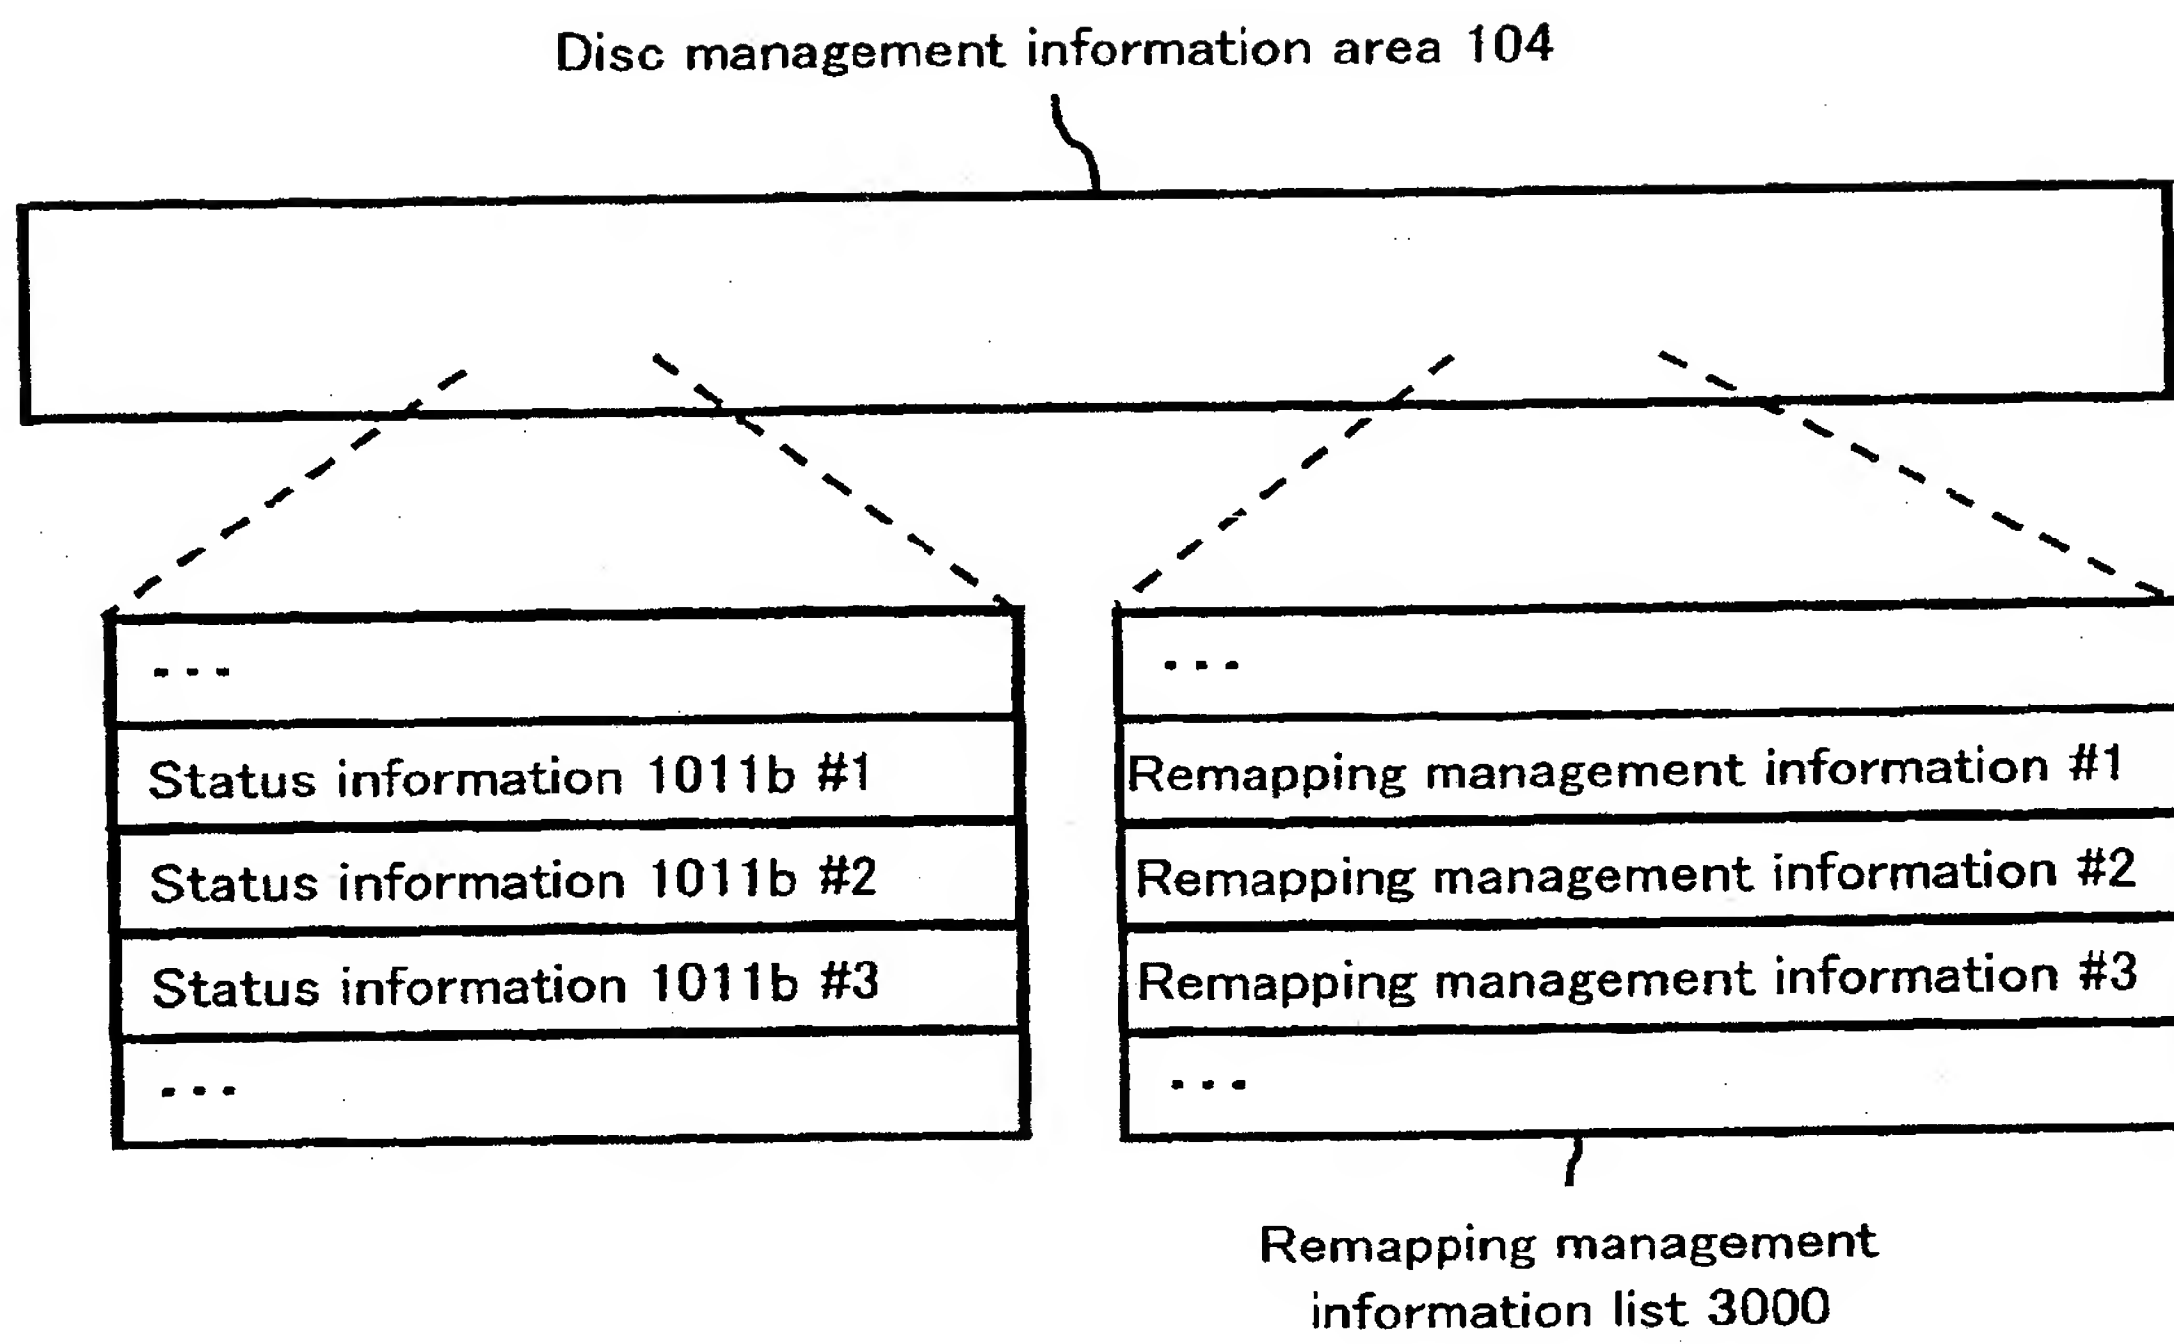 Disc management information area 104
...
Status information 1011b #1
Status information 1011b #2
Status information 1011b #3
...
...
Remapping management information #1
Remapping management information #2
Remapping management information #3
...
Remapping management
information list 3000